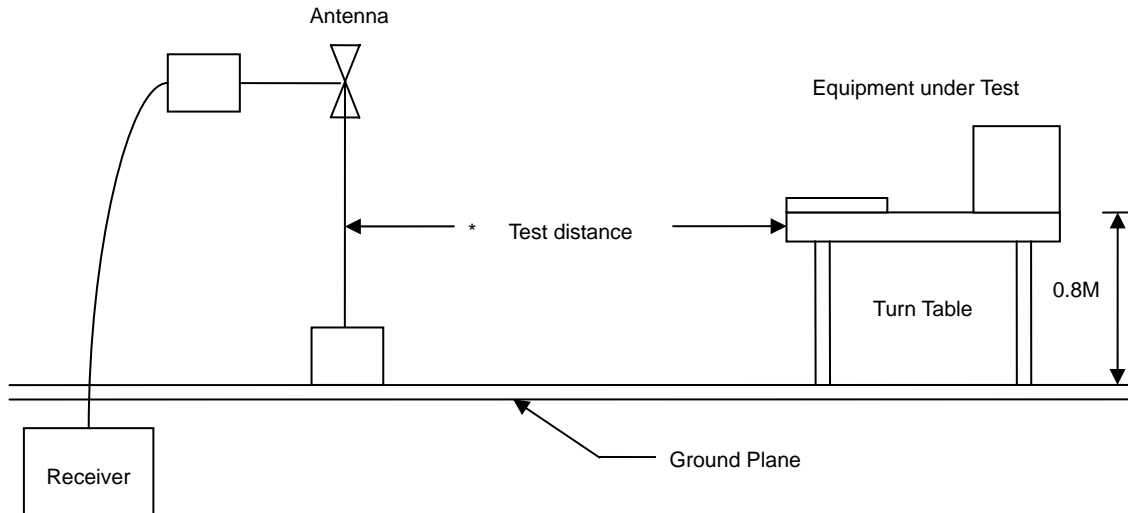 Antenna
Equipment under Test
* Test distance
0.8M
Turn Table
Ground Plane
Receiver